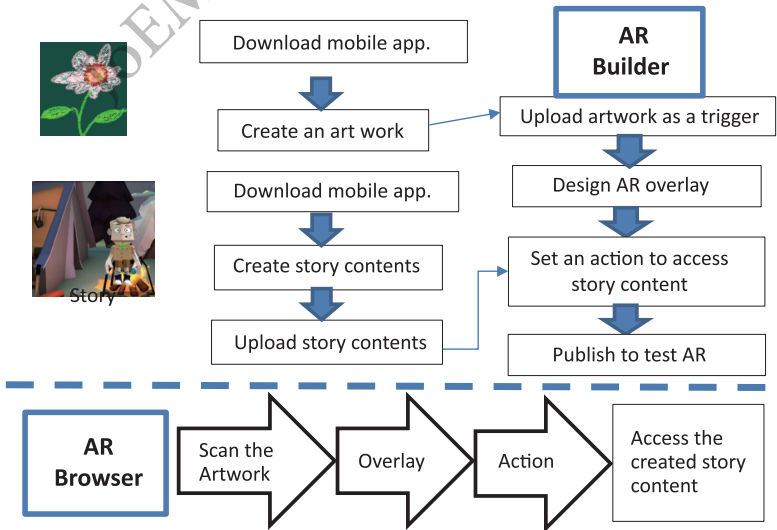 Download mobile app.
Create an art work
Download mobile app.
Create story contents
Upload story contents
Story
AR
Builder
Upload artwork as a trigger
Design AR overlay
Set an action to access
story content
Publish to test AR
AR
Browser
Scan the
Artwork
Overlay
Action
Access the
created story
content